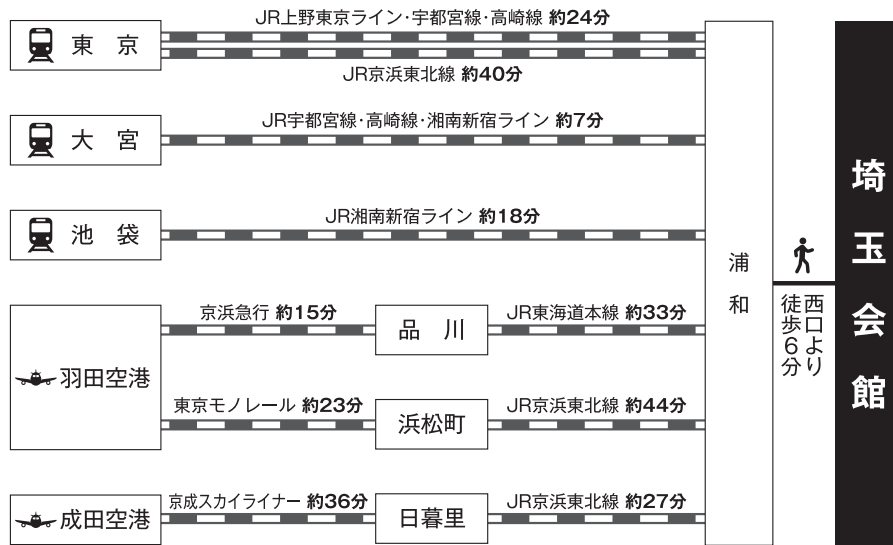 JR上野東京ライン・宇都宮線・高崎線 約24分
東京
JR京浜東北線 約40分
JR宇都宮線・高崎線・湘南新宿ライン 約7分
大宮
JR湘南新宿ライン 約18分
池袋
羽田空港
京浜急行 約15分
品川
JR東海道本線 約33分
東京モノレール 約23分
浜松町
JR京浜東北線 約44分
成田空港
京成スカイライナー 約36分
日暮里
JR京浜東北線 約27分
浦和
西口より
徒歩6分
埼玉会館